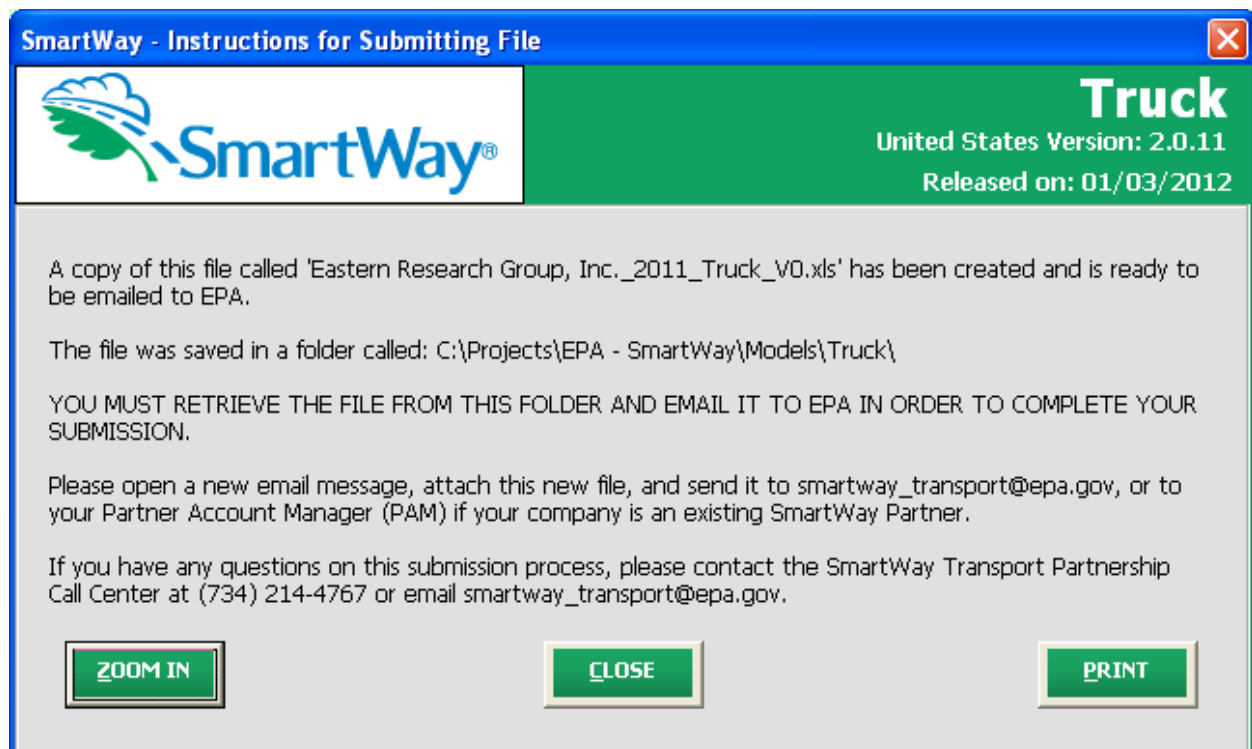 SmartWay - Instructions for Submitting File
SmartWay®
Truck
United States Version: 2.0.11
Released on: 01/03/2012
A copy of this file called 'Eastern Research Group, Inc._2011_Truck_V0.xls' has been created and is ready to
be emailed to EPA.
The file was saved in a folder called: C:\Projects\EPA - SmartWay\Models\Truck\
YOU MUST RETRIEVE THE FILE FROM THIS FOLDER AND EMAIL IT TO EPA IN ORDER TO COMPLETE YOUR
SUBMISSION.
Please open a new email message, attach this new file, and send it to smartway_transport@epa.gov, or to
your Partner Account Manager (PAM) if your company is an existing SmartWay Partner.
If you have any questions on this submission process, please contact the SmartWay Transport Partnership
Call Center at (734) 214-4767 or email smartway_transport@epa.gov.
ZOOM IN
CLOSE
PRINT